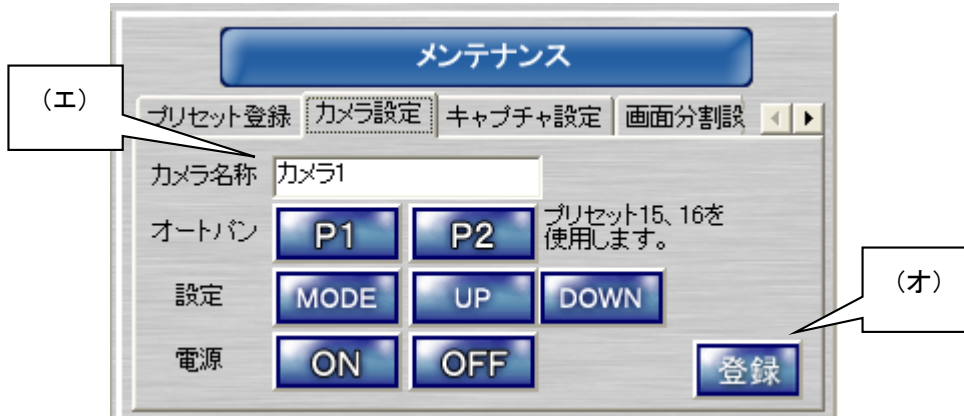 メンテナンス
(エ)
プリセット登録 カメラ設定 キャプチャ設定 画面分割設
カメラ名称 カメラ1
オートパン P1 P2 プリセット15、16を
使用します。
(オ)
設定 MODE UP DOWN
電源 ON OFF 登録